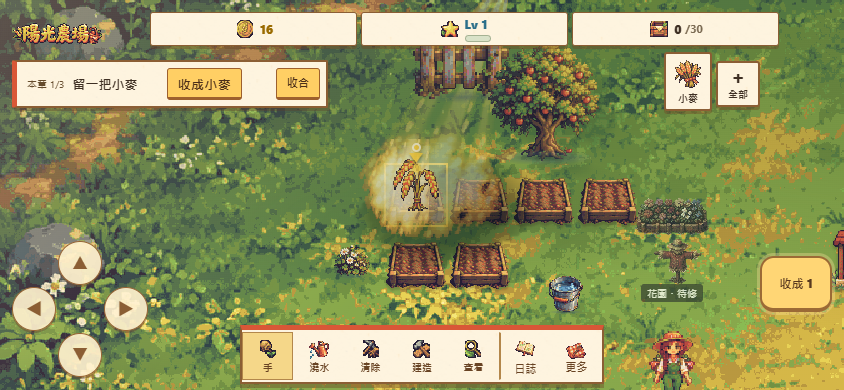 陽光農場
16
Lv 1
0 /30
本章 1/3 留一把小麥
收成小麥
收合
小麥
+
全部
花圃 · 待修
收成 1
手
澆水
清除
建造
查看
日誌
更多